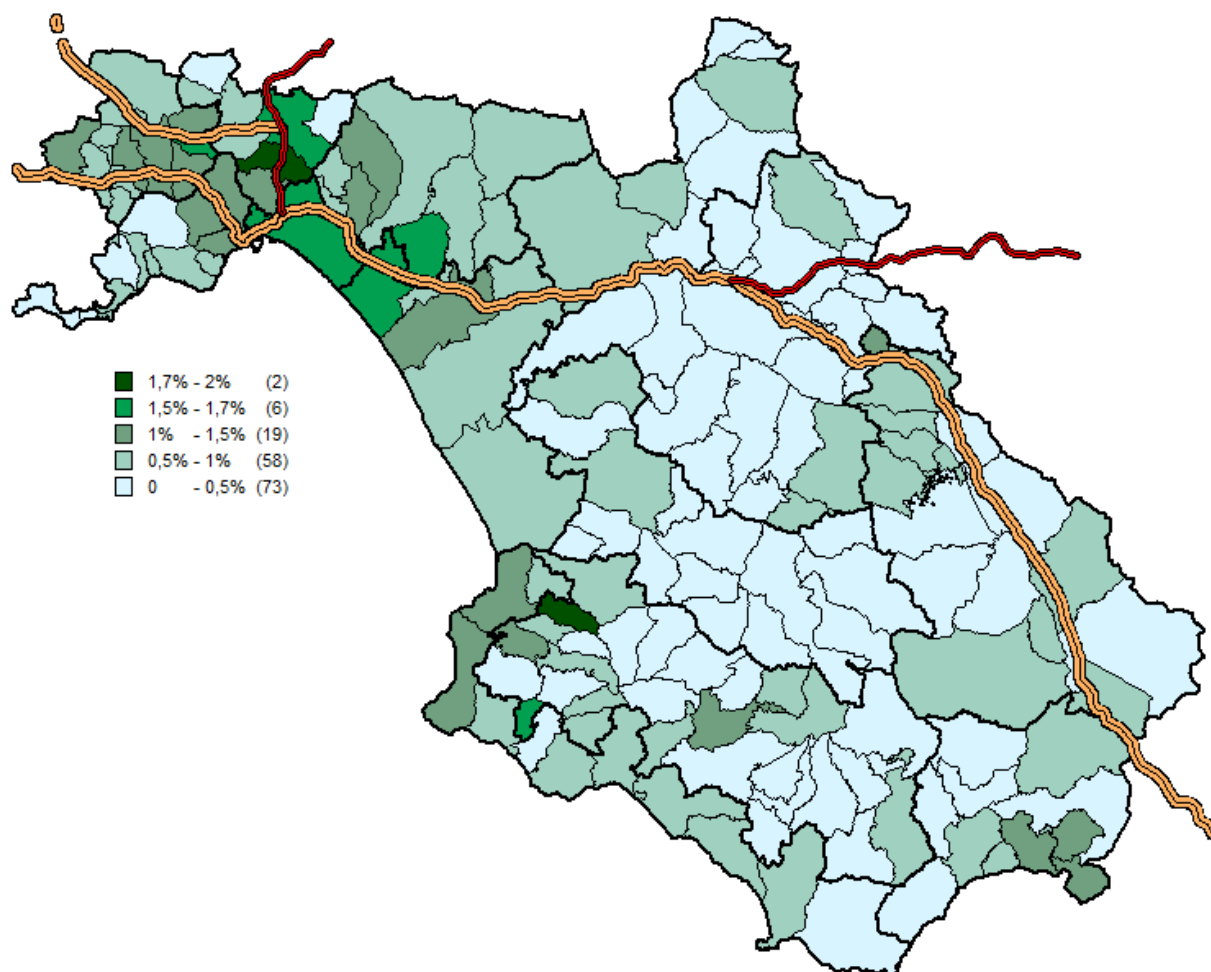 1,7% - 2% (2)
1,5% - 1,7% (6)
1% - 1,5% (19)
0,5% - 1% (58)
0 - 0,5% (73)